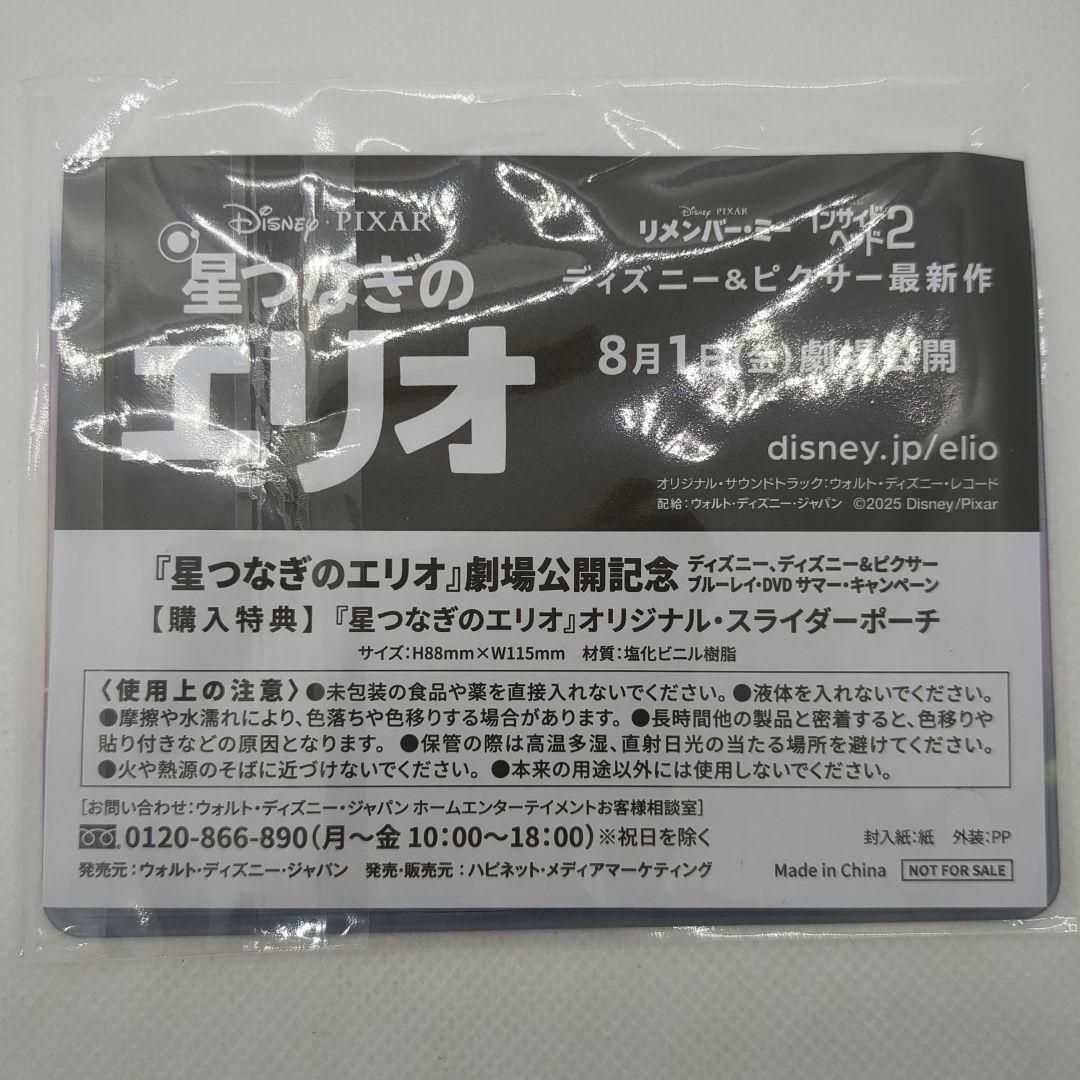 Disney・PIXAR
星つなぎの
エリオ
Disney PIXAR
リメンバー・ミー
インサイド・ヘッド2
ディズニー&ピクサー最新作
8月1日(金)劇場公開
disney.jp/elio
オリジナル・サウンドトラック:ウォルト・ディズニー・レコード
配給:ウォルト・ディズニー・ジャパン ©2025 Disney/Pixar
『星つなぎのエリオ』劇場公開記念 ディズニー、ディズニー&ピクサー
ブルーレイ・DVD サマー・キャンペーン
【購入特典】『星つなぎのエリオ』オリジナル・スライダーポーチ
サイズ:H88mm×W115mm 材質:塩化ビニル樹脂
〈使用上の注意〉●未包装の食品や薬を直接入れないでください。●液体を入れないでください。
●摩擦や水濡れにより、色落ちや色移りする場合があります。●長時間他の製品と密着すると、色移りや
貼り付きなどの原因となります。●保管の際は高温多湿、直射日光の当たる場所を避けてください。
●火や熱源のそばに近づけないでください。●本来の用途以外には使用しないでください。
[お問い合わせ:ウォルト・ディズニー・ジャパン ホームエンターテイメントお客様相談室]
0120-866-890(月〜金 10:00〜18:00)※祝日を除く
封入紙:紙 外装:PP
発売元:ウォルト・ディズニー・ジャパン 発売・販売元:ハピネット・メディアマーケティング
Made in China NOT FOR SALE